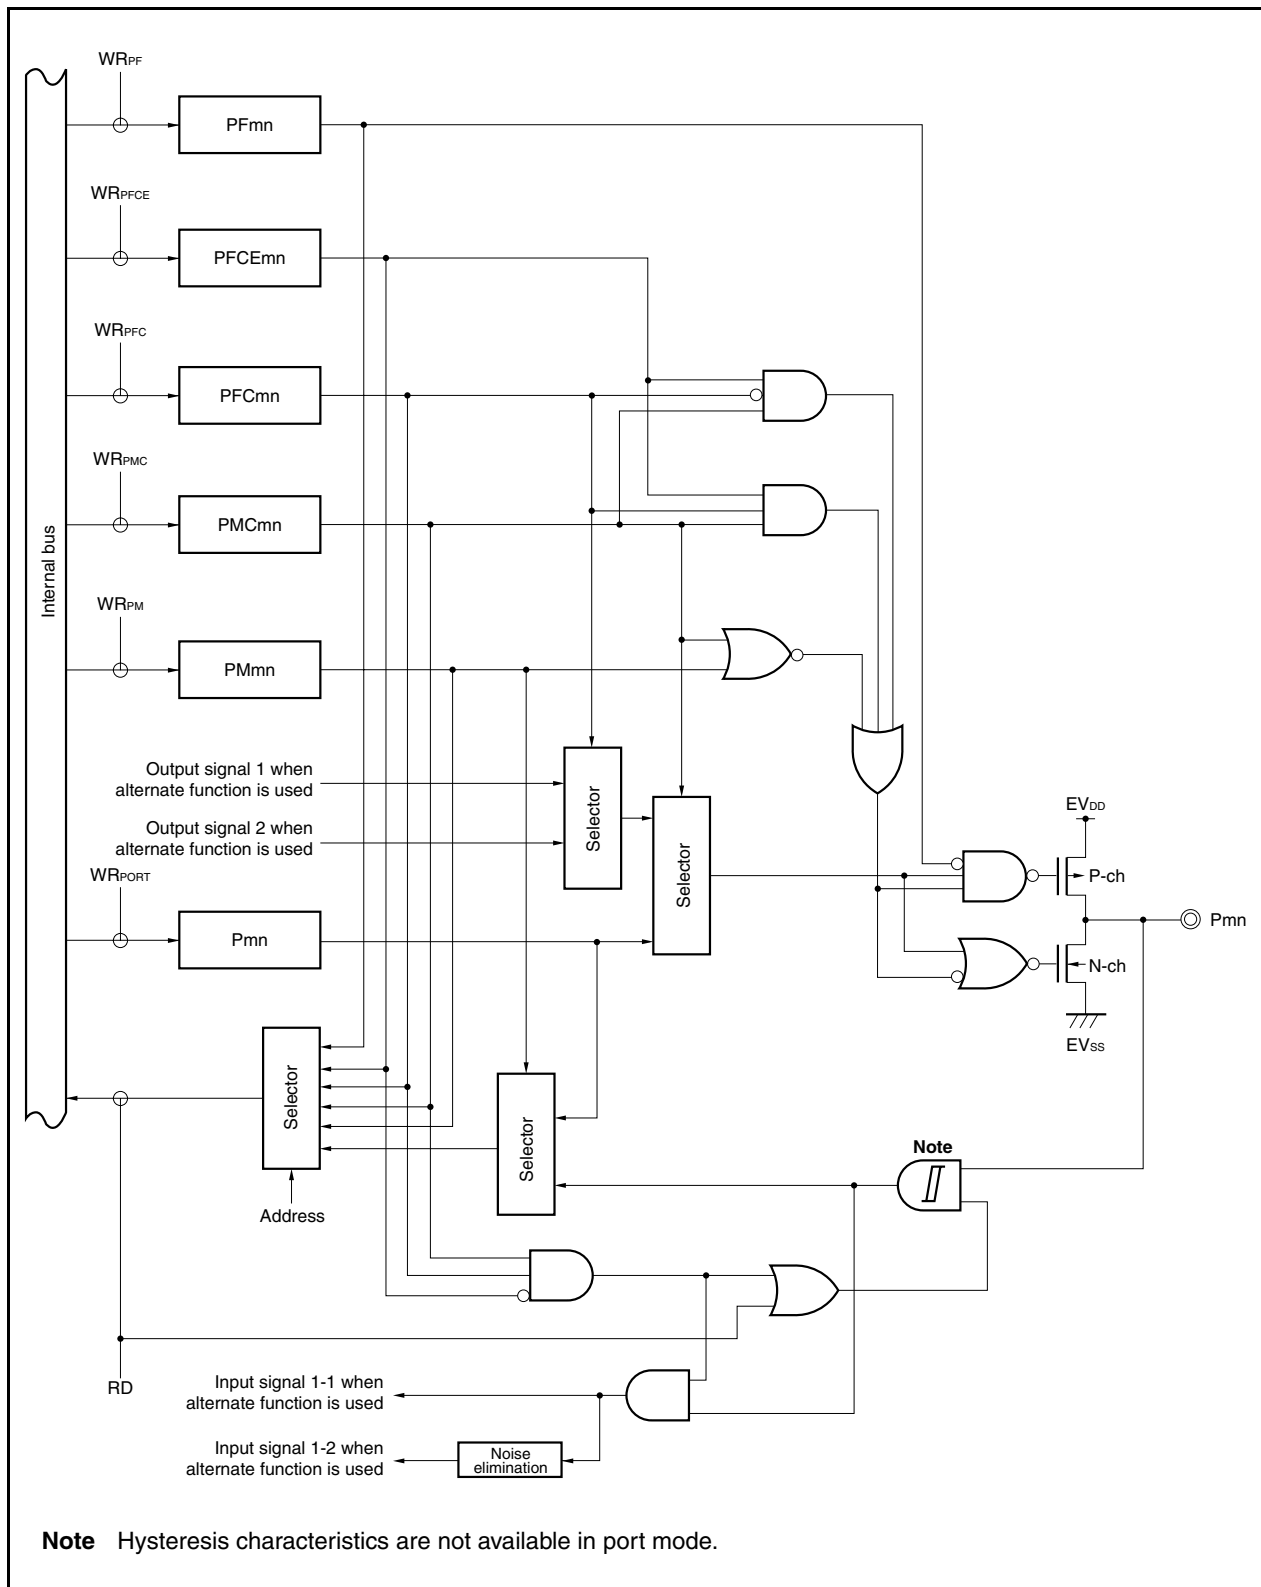 WRPF
PFmn
WRPFCE
PFCEmn
WRPFC
PFCmn
WRPMC
PMCmn
Internal bus
WRPM
PMmn
Output signal 1 when
alternate function is used
Output signal 2 when
alternate function is used
Selector
Selector
EVDD
P-ch
WRPORT
Pmn
Pmn
N-ch
EVSS
Selector
Selector
Address
Note
RD
Input signal 1-1 when
alternate function is used
Input signal 1-2 when
alternate function is used
Noise
elimination
Note Hysteresis characteristics are not available in port mode.